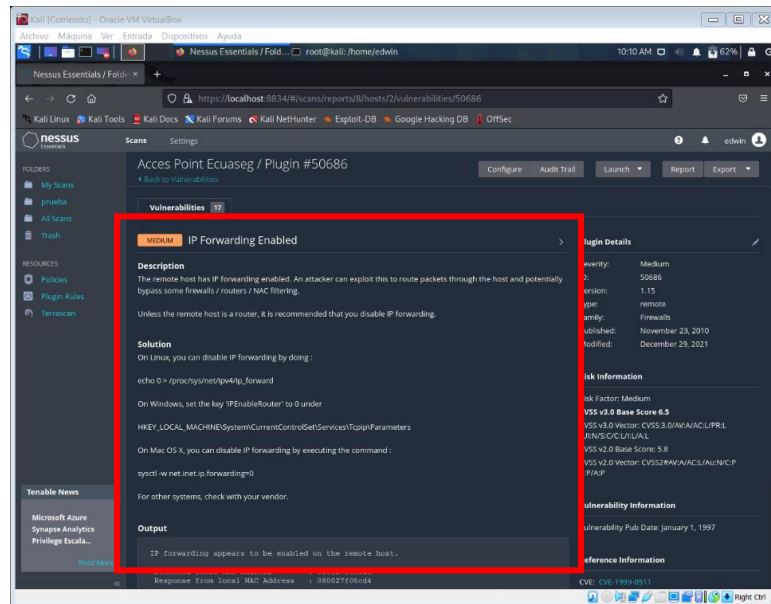 Kali [Corriendo] - Oracle VM VirtualBox
Archivo Máquina Ver Entrada Dispositivos Ayuda
Nessus Essentials / Fold...
root@kali: /home/edwin
10:10 AM
62%
Nessus Essentials / Folde
https://localhost:8834/#/scans/reports/8/hosts/2/vulnerabilities/50686
Kali Linux Kali Tools Kali Docs Kali Forums Kali NetHunter Exploit-DB Google Hacking DB OffSec
nessus
Essentials
Scans Settings
edwin
FOLDERS
My Scans
prueba
All Scans
Trash
RESOURCES
Policies
Plugin Rules
Terrascan
Acces Point Ecuaseg / Plugin #50686
Back to Vulnerabilities
Configure Audit Trail Launch Report Export
Vulnerabilities 17
MEDIUM IP Forwarding Enabled
Description
The remote host has IP forwarding enabled. An attacker can exploit this to route packets through the host and potentially
bypass some firewalls / routers / NAC filtering.
Unless the remote host is a router, it is recommended that you disable IP forwarding.
Solution
On Linux, you can disable IP forwarding by doing :
echo 0 > /proc/sys/net/ipv4/ip_forward
On Windows, set the key 'IPEnableRouter' to 0 under
HKEY_LOCAL_MACHINE\System\CurrentControlSet\Services\Tcpip\Parameters
On Mac OS X, you can disable IP forwarding by executing the command :
sysctl -w net.inet.ip.forwarding=0
For other systems, check with your vendor.
Output
IP forwarding appears to be enabled on the remote host.
Response from local MAC Address : 080027f06cd4
lugin Details
everity: Medium
D: 50686
ersion: 1.15
ype: remote
amily: Firewalls
ublished: November 23, 2010
odified: December 29, 2021
isk Information
isk Factor: Medium
VSS v3.0 Base Score 6.5
VSS v3.0 Vector: CVSS:3.0/AV:A/AC:L/PR:L
/UI:N/S:C/C:L/I:L/A:L
VSS v2.0 Base Score: 5.8
VSS v2.0 Vector: CVSS2#AV:A/AC:L/Au:N/C:P
:P/A:P
ulnerability Information
ulnerability Pub Date: January 1, 1997
eference Information
CVE: CVE-1999-0511
Tenable News
Microsoft Azure
Synapse Analytics
Privilege Escala...
Read More
Right Ctrl